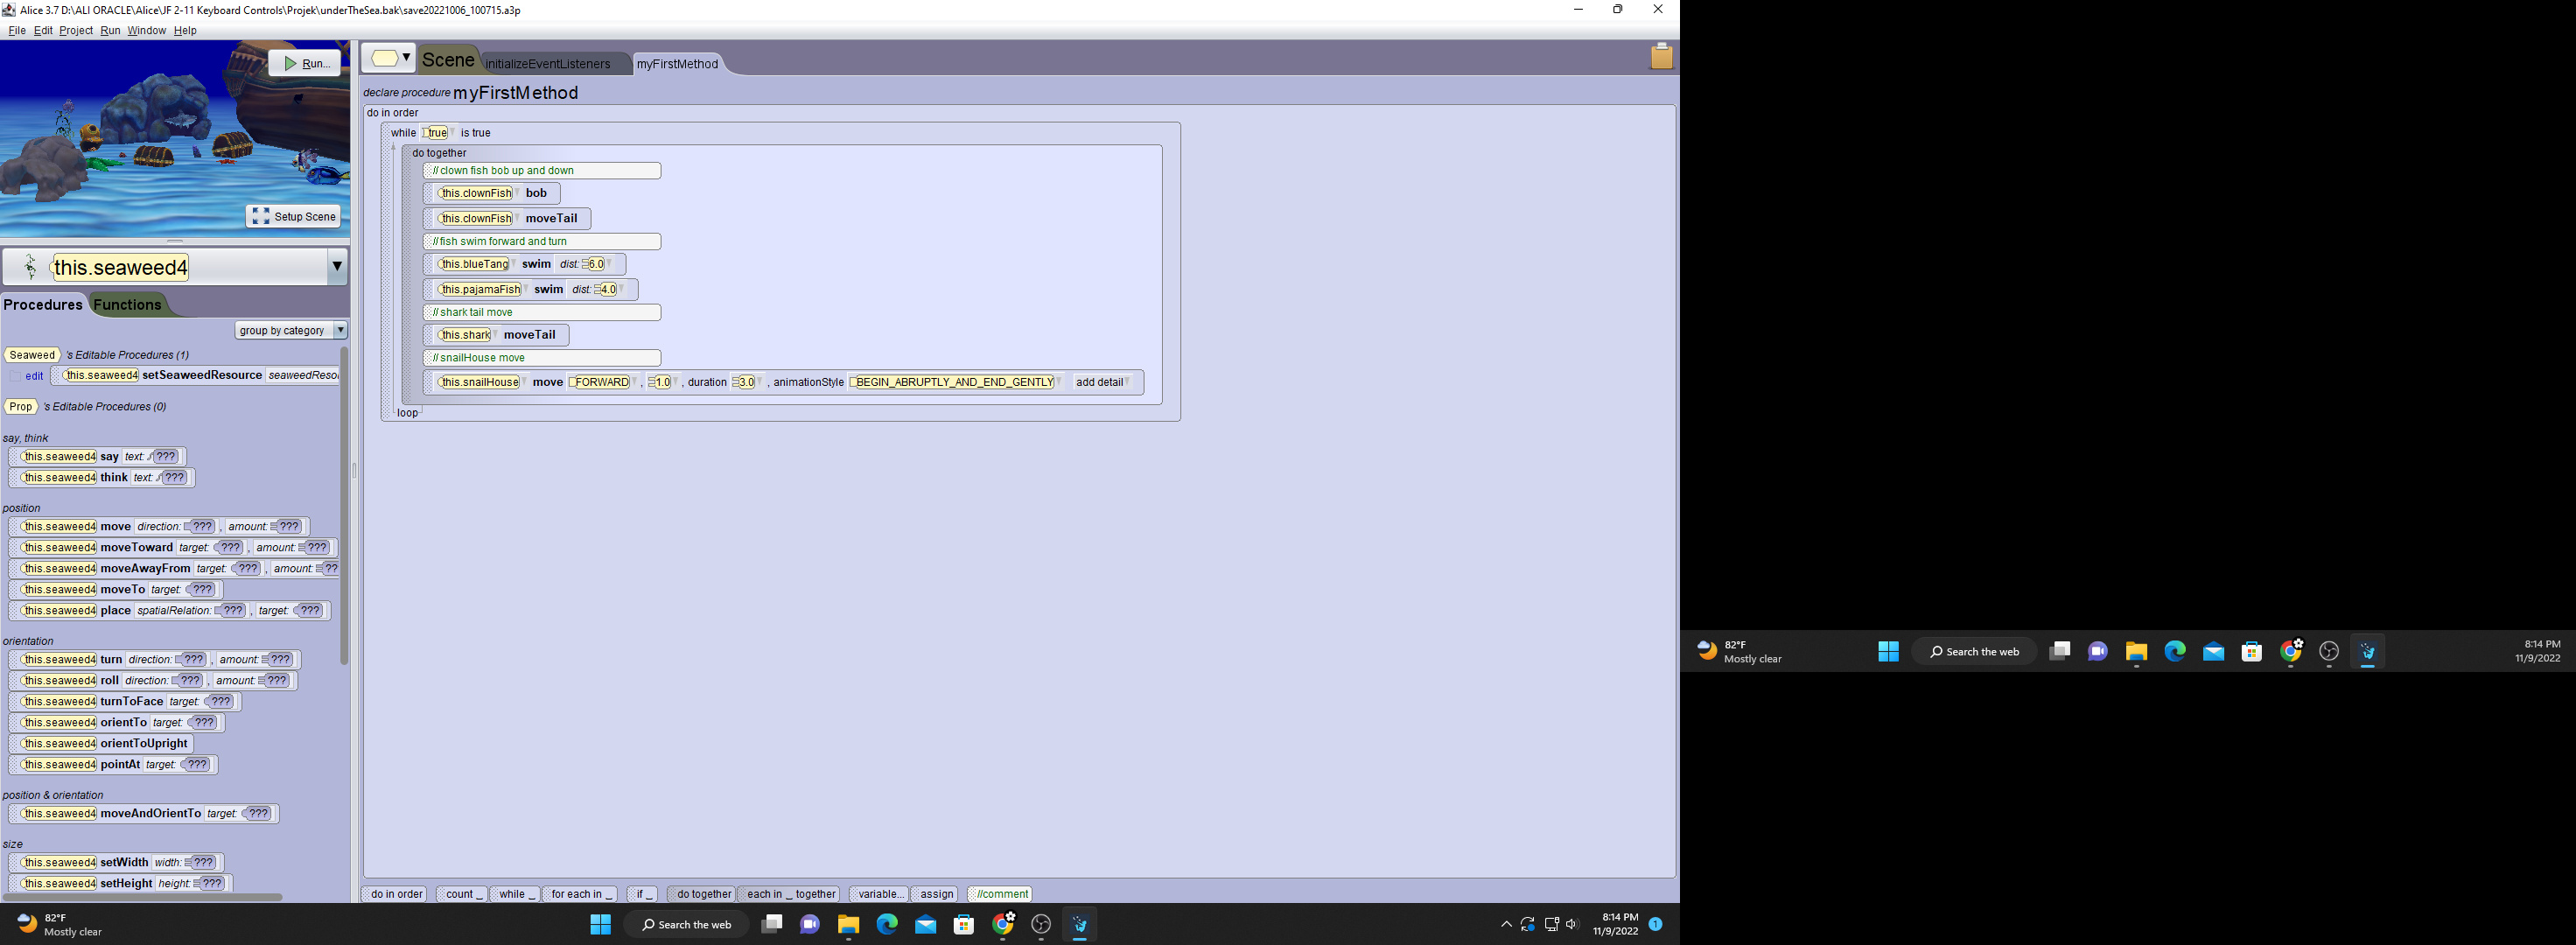 Alice 3.7 D:\ALI ORACLE\Alice\JF 2-11 Keyboard Controls\Projek\underTheSea.bak\save20221006_100715.a3p
File Edit Project Run Window Help
Run...
Setup Scene
this.seaweed4
Procedures Functions
group by category
Seaweed 's Editable Procedures (1)
edit this.seaweed4 setSeaweedResource seaweedResou
Prop 's Editable Procedures (0)
say, think
this.seaweed4 say text: ???
this.seaweed4 think text: ???
position
this.seaweed4 move direction: ??? , amount: ???
this.seaweed4 moveToward target: ??? , amount: ???
this.seaweed4 moveAwayFrom target: ??? , amount: ??
this.seaweed4 moveTo target: ???
this.seaweed4 place spatialRelation: ??? , target: ???
orientation
this.seaweed4 turn direction: ??? , amount: ???
this.seaweed4 roll direction: ??? , amount: ???
this.seaweed4 turnToFace target: ???
this.seaweed4 orientTo target: ???
this.seaweed4 orientToUpright
this.seaweed4 pointAt target: ???
position & orientation
this.seaweed4 moveAndOrientTo target: ???
size
this.seaweed4 setWidth width: ???
this.seaweed4 setHeight height: ???
Scene initializeEventListeners myFirstMethod
declare procedure myFirstMethod
do in order
while true is true
do together
//clown fish bob up and down
this.clownFish bob
this.clownFish moveTail
//fish swim forward and turn
this.blueTang swim dist: 6.0
this.pajamaFish swim dist: 4.0
//shark tail move
this.shark moveTail
//snailHouse move
this.snailHouse move FORWARD , 1.0 , duration 3.0 , animationStyle BEGIN_ABRUPTLY_AND_END_GENTLY add detail
loop
do in order count _ while _ for each in _ if _ do together each in _ together variable... assign //comment
82°F
Mostly clear
Search the web
8:14 PM
11/9/2022
1
82°F
Mostly clear
Search the web
8:14 PM
11/9/2022